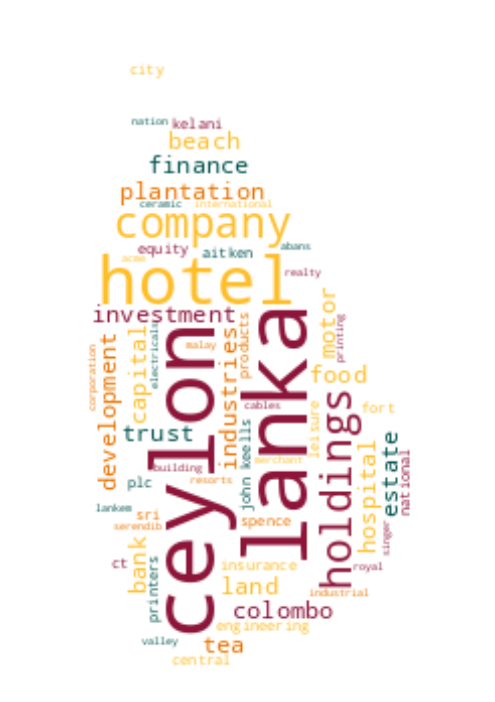 city
nation
kelani
beach
finance
plantation
ceramic
international
company
equity
aitken
abans
acme
hotel
realty
investment
ceylon
lanka
motor
printing
corporation
development
capital
electricals
malay
industries
products
food
holdings
cables
leisure
fort
trust
john keells
hospital
estate
national
building
merchant
plc
resorts
lankem
sri
serendib
spence
singer
ct
bank
printers
insurance
royal
land
industrial
colombo
engineering
valley
tea
central